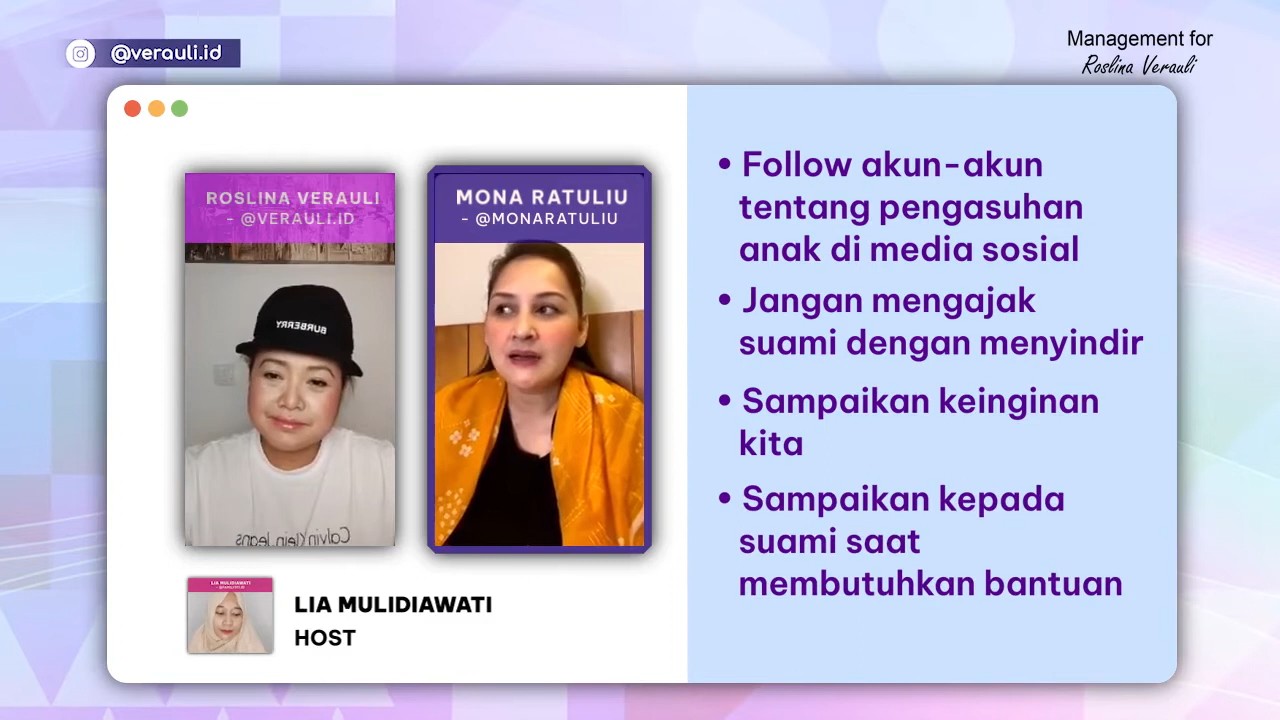 @verauli.id
Management for
Roslina Verauli
ROSLINA VERAULI
- @VERAULI.ID
MONA RATULIU
- @MONARATULIU
BURBERRY
Calvin Klein Jeans
LIA MULIDIAWATI
LIA MULIDIAWATI
HOST
• Follow akun-akun
tentang pengasuhan
anak di media sosial
• Jangan mengajak
suami dengan menyindir
• Sampaikan keinginan
kita
• Sampaikan kepada
suami saat
membutuhkan bantuan